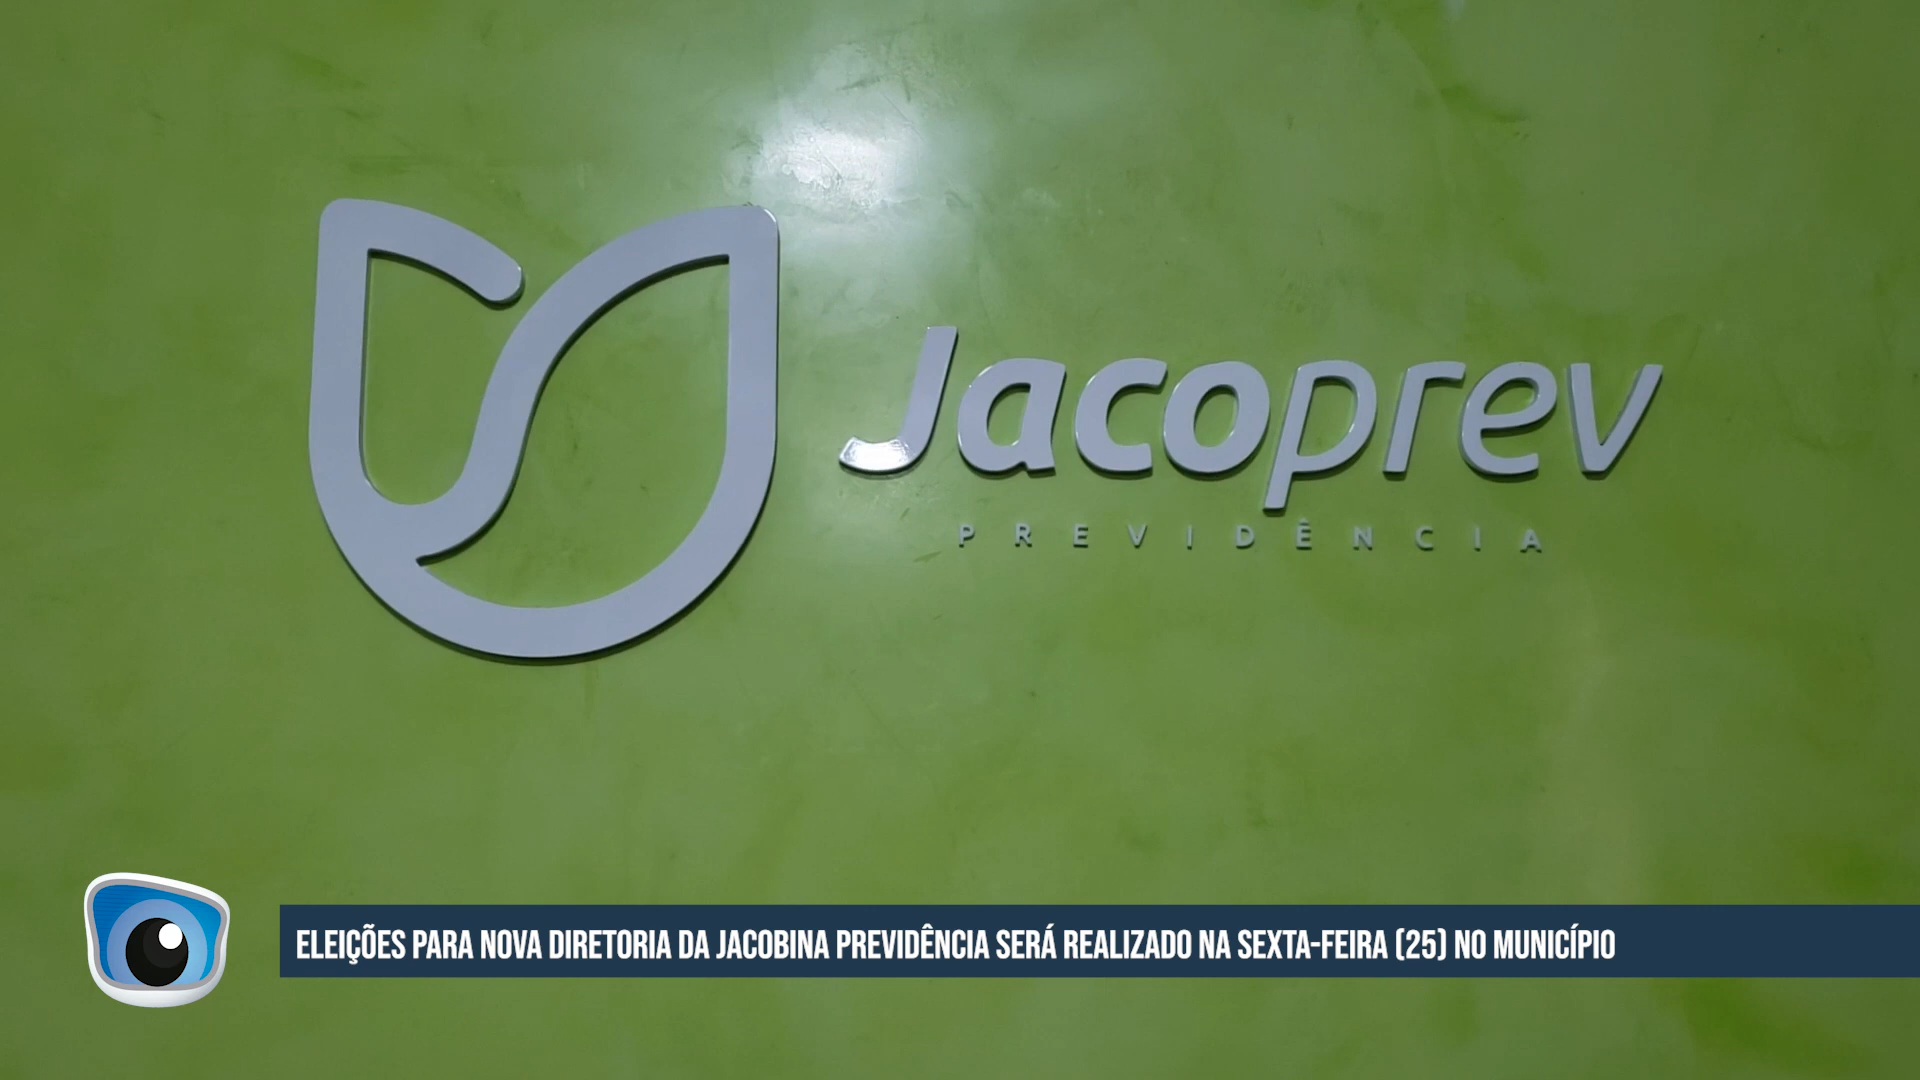 Jacoprev
PREVIDÊNCIA
ELEIÇÕES PARA NOVA DIRETORIA DA JACOBINA PREVIDÊNCIA SERÁ REALIZADO NA SEXTA-FEIRA (25) NO MUNICÍPIO